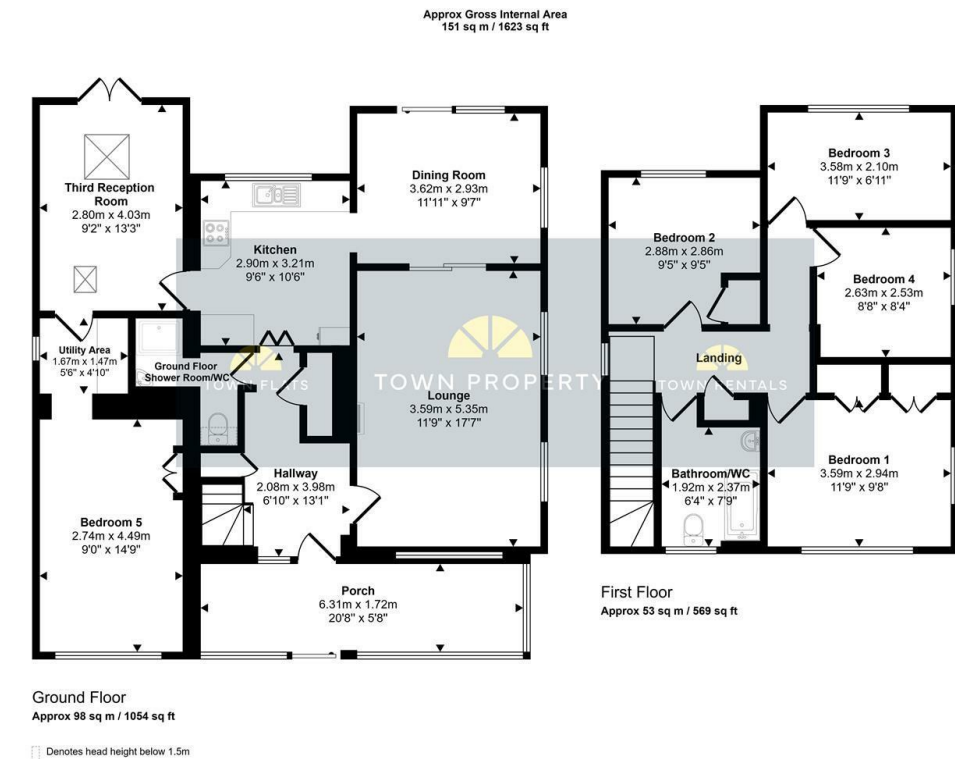 Approx Gross Internal Area
151 sq m / 1623 sq ft
Third Reception
Room
2.80m x 4.03m
9'2" x 13'3"
Dining Room
3.62m x 2.93m
11'11" x 9'7"
Kitchen
2.90m x 3.21m
9'6" x 10'6"
Utility Area
1.67m x 1.47m
5'6" x 4'10"
Ground Floor
Shower Room/WC
TOWN FLATS
TOWN PROPERTY
TOWN RENTALS
Lounge
3.59m x 5.35m
11'9" x 17'7"
Hallway
2.08m x 3.98m
6'10" x 13'1"
Bedroom 5
2.74m x 4.49m
9'0" x 14'9"
Porch
6.31m x 1.72m
20'8" x 5'8"
Ground Floor
Approx 98 sq m / 1054 sq ft
Denotes head height below 1.5m
Bedroom 3
3.58m x 2.10m
11'9" x 6'11"
Bedroom 2
2.88m x 2.86m
9'5" x 9'5"
Bedroom 4
2.63m x 2.53m
8'8" x 8'4"
Landing
Bedroom 1
3.59m x 2.94m
11'9" x 9'8"
Bathroom/WC
1.92m x 2.37m
6'4" x 7'9"
First Floor
Approx 53 sq m / 569 sq ft